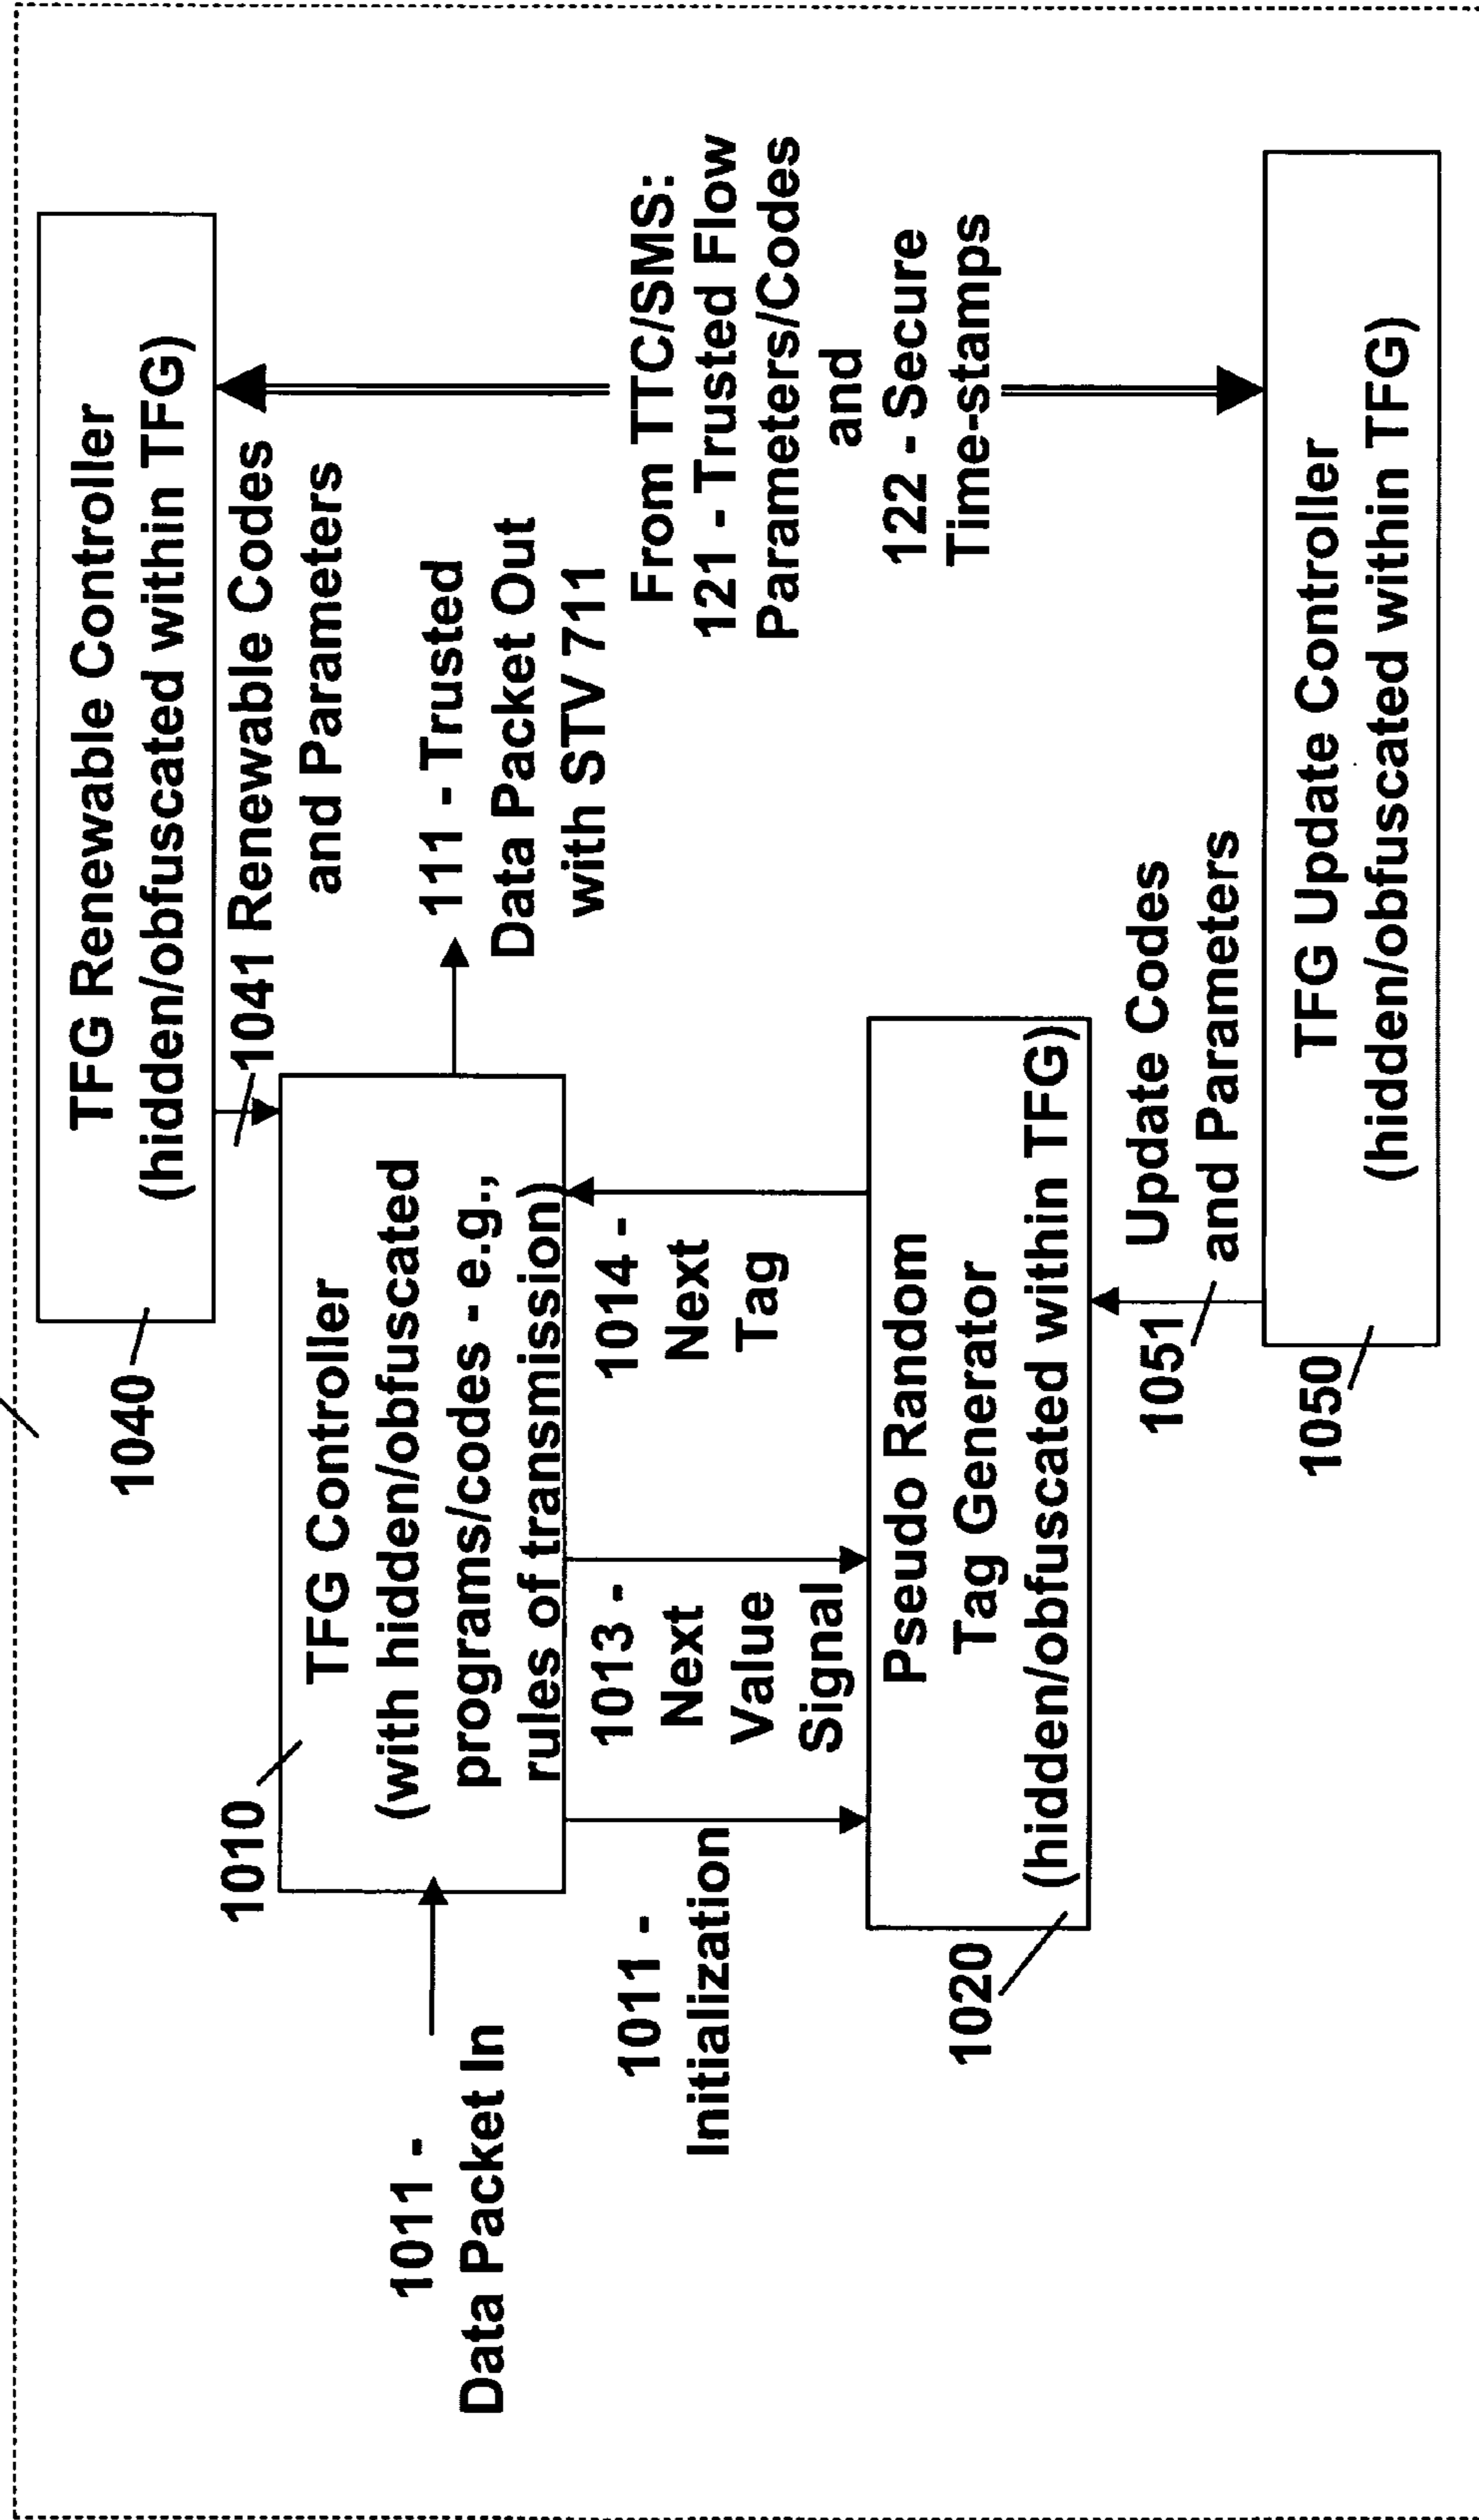 TFG Renewable Controller
(hidden/obfuscated within TFG)
1040
1041 Renewable Codes
and Parameters
1010
TFG Controller
(with hidden/obfuscated
programs/codes - e.g.,
rules of transmission)
1011 -
Data Packet In
111 - Trusted
Data Packet Out
with STV 711
1011 -
Initialization
1013 -
Next
Value
Signal
1014 -
Next
Tag
From TTC/SMS:
121 - Trusted Flow
Parameters/Codes
and
122 - Secure
Time-stamps
1020
Pseudo Random
Tag Generator
(hidden/obfuscated within TFG)
1051
Update Codes
and Parameters
1050
TFG Update Controller
(hidden/obfuscated within TFG)